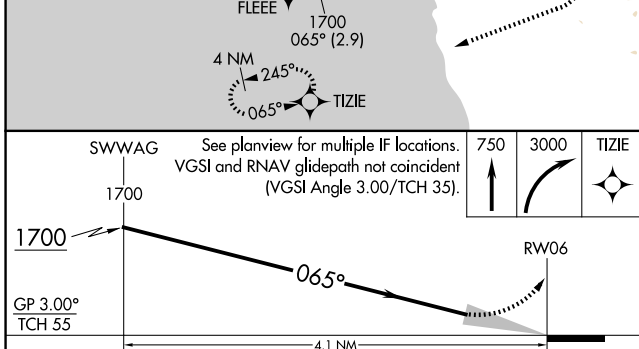 FLEEE
1700
065° (2.9)
4 NM
245°
065°
TIZIE
SWWAG
1700
See planview for multiple IF locations.
VGSI and RNAV glidepath not coincident
(VGSI Angle 3.00/TCH 35).
750
3000
TIZIE
1700
065°
RW06
GP 3.00°
TCH 55
4.1 NM